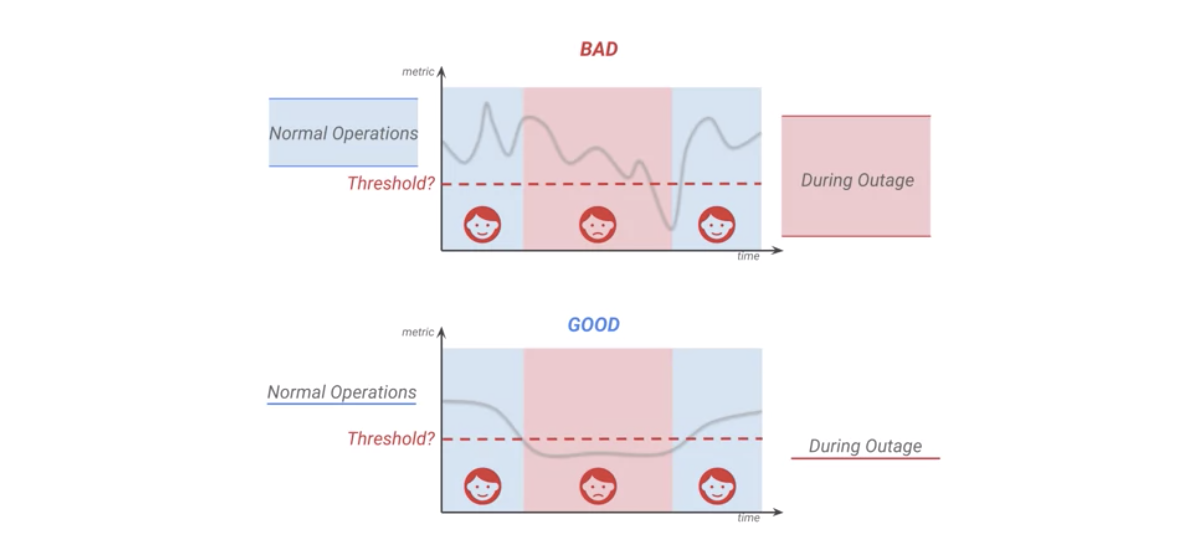 BAD
metric
Normal Operations
Threshold?
During Outage
time
GOOD
metric
Normal Operations
Threshold?
During Outage
time